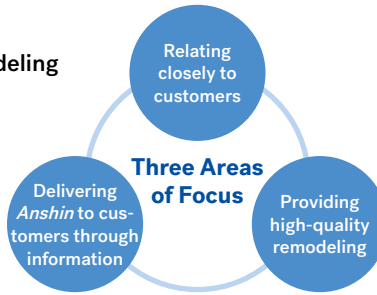 deling
Relating
closely to
customers
Three Areas
of Focus
Delivering
Anshin to cus-
tomers through
information
Providing
high-quality
remodeling